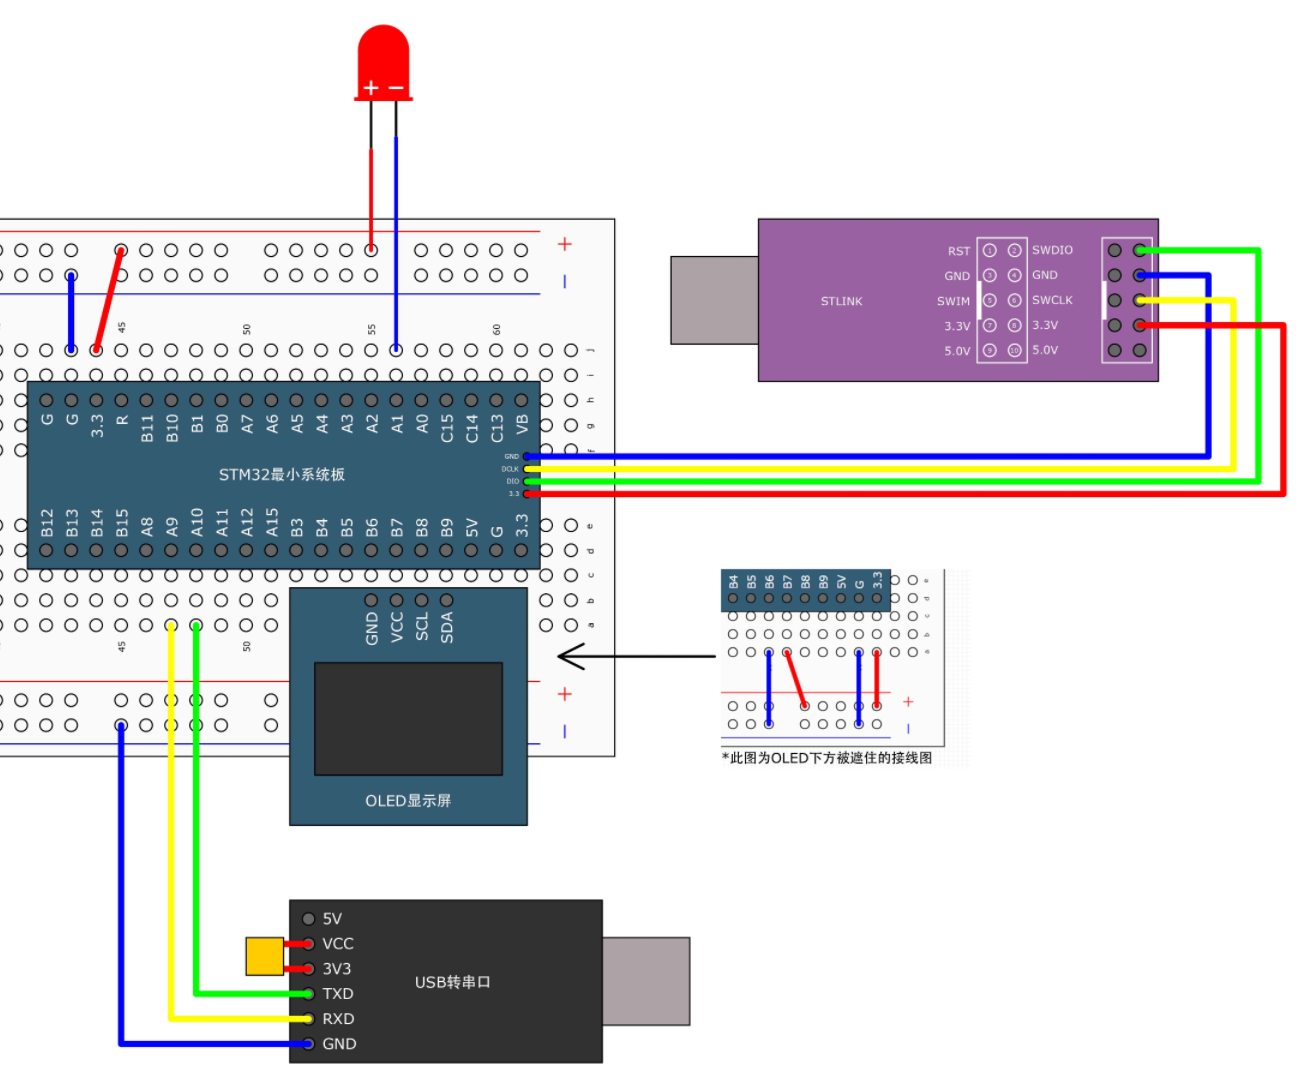 + −
+
−
45 50 55 60
j
i
h
g
f
G G 3.3 R B11 B10 B1 B0 A7 A6 A5 A4 A3 A2 A1 A0 C15 C14 C13 VB
STM32最小系统板
GND
DCLK
DIO
3.3
B12 B13 B14 B15 A8 A9 A10 A11 A12 A15 B3 B4 B5 B6 B7 B8 B9 5V G 3.3
e
d
c
b
a
45 50
+
−
GND VCC SCL SDA
OLED显示屏
STLINK
RST 1 2 SWDIO
GND 3 4 GND
SWIM 5 6 SWCLK
3.3V 7 8 3.3V
5.0V 9 10 5.0V
B4 B5 B6 B7 B8 B9 5V G 3.3
e
d
c
b
a
+
−
*此图为OLED下方被遮住的接线图
5V
VCC
3V3
TXD
RXD
GND
USB转串口